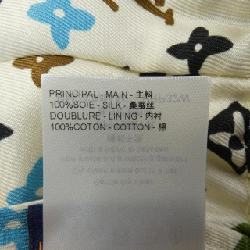 PRINCIPAL - MAIN - 主料
100%SOIE - SILK - 桑蚕丝
DOUBLURE - LINING - 内衬
100%COTON - COTTON - 棉